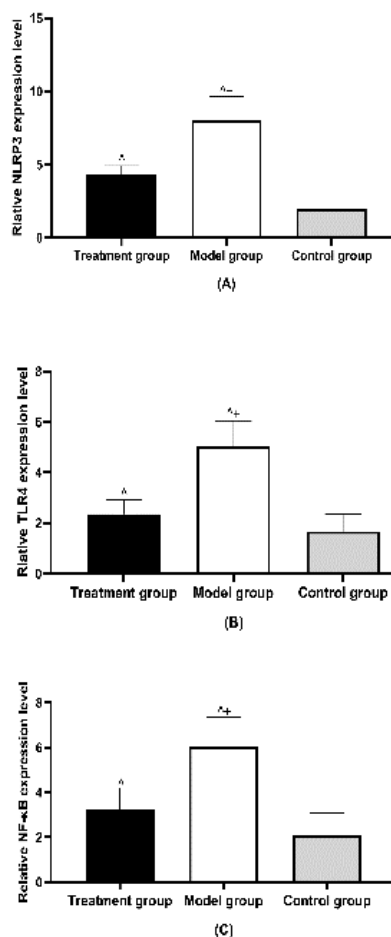 Rlative NLRP3 expression level
15
10
5
0
^
^–
Treatment group Model group Control group
(A)
Rlative TLR4 expression level
8
6
4
2
0
^
^+
Treatment group Model group Control group
(B)
Relative NF-κB expression level
8
6
4
2
0
^
^+
Treatment group Model group Control group
(C)